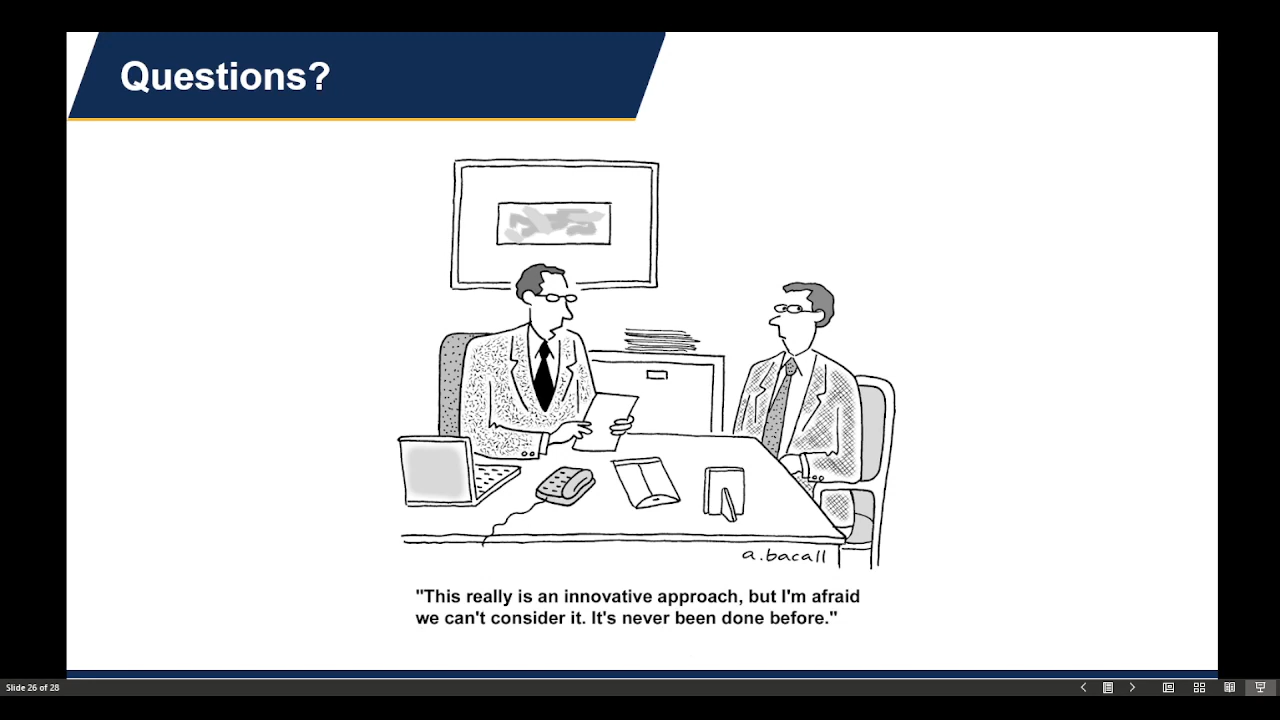 Questions?
a.bacall
"This really is an innovative approach, but I'm afraid
we can't consider it. It's never been done before."
Slide 26 of 28